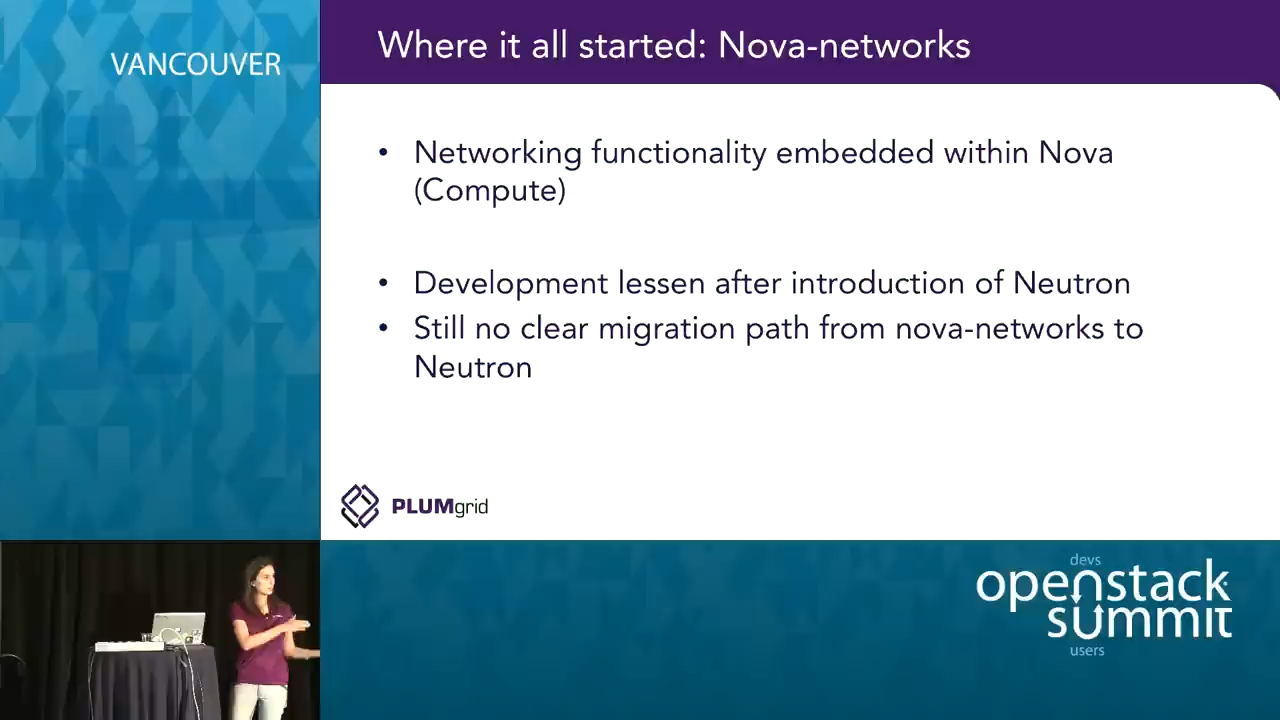 VANCOUVER
Where it all started: Nova-networks
• Networking functionality embedded within Nova
(Compute)
• Development lessen after introduction of Neutron
• Still no clear migration path from nova-networks to
Neutron
PLUMgrid
devs
openstack
summit
users